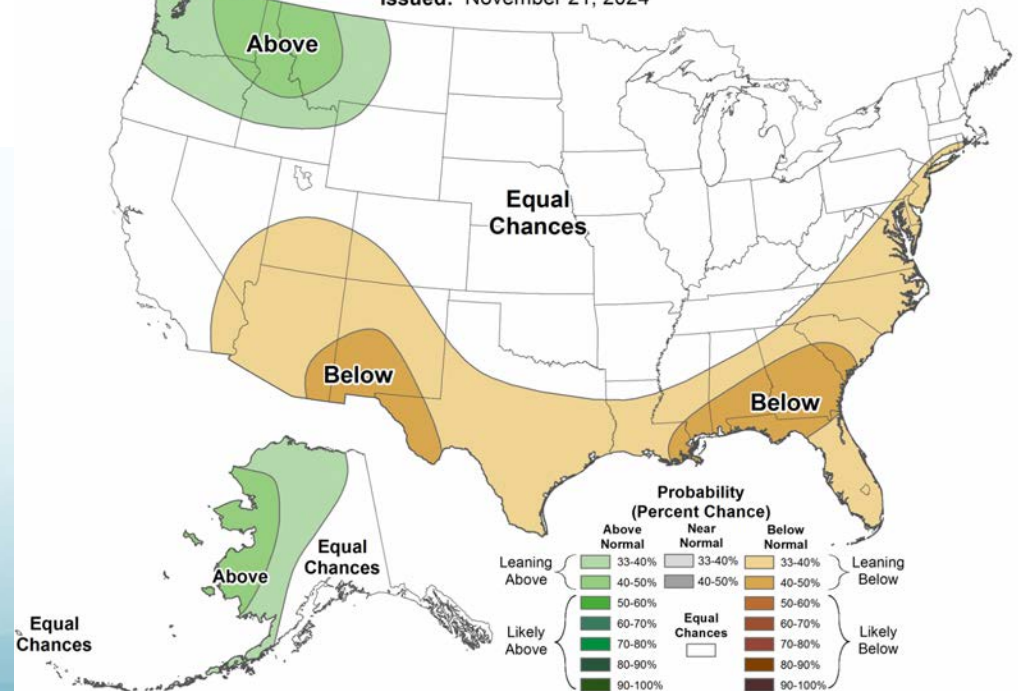 Issued: November 21, 2024
Above
Equal
Chances
Below
Below
Above
Equal
Chances
Equal
Chances
Probability
(Percent Chance)
Above
Normal
Near
Normal
Below
Normal
Leaning
Above
33-40%
40-50%
33-40%
40-50%
33-40%
40-50%
Leaning
Below
Likely
Above
50-60%
60-70%
70-80%
80-90%
90-100%
Equal
Chances
50-60%
60-70%
70-80%
80-90%
90-100%
Likely
Below